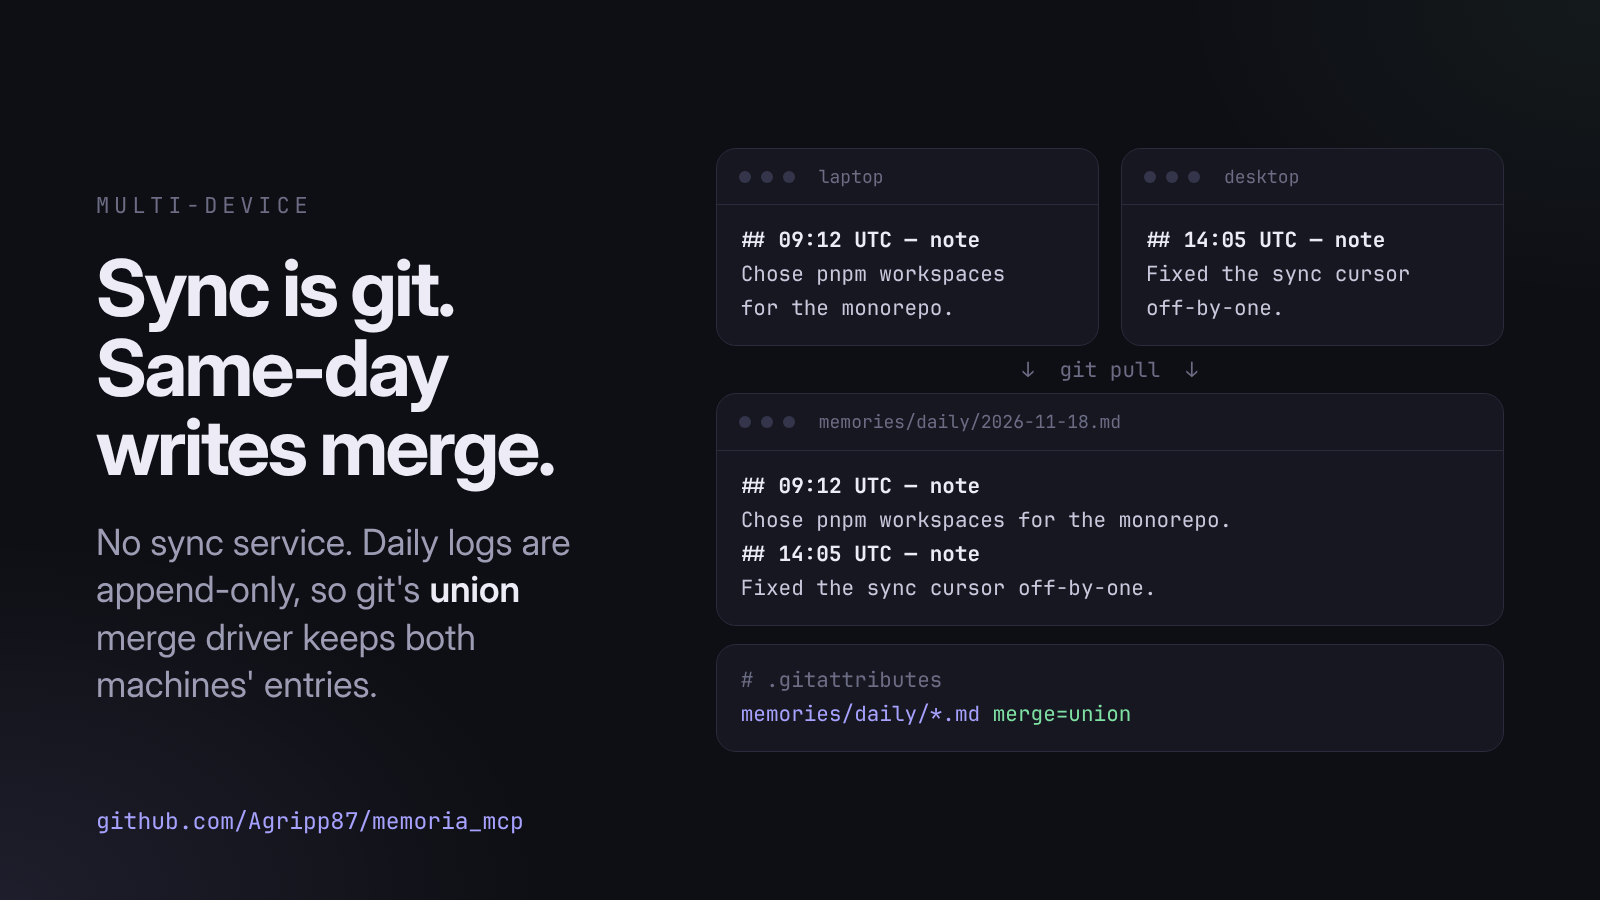 MULTI-DEVICE
Sync is git.
Same-day
writes merge.
No sync service. Daily logs are
append-only, so git's union
merge driver keeps both
machines' entries.
github.com/Agripp87/memoria_mcp
laptop
## 09:12 UTC — note
Chose pnpm workspaces
for the monorepo.
desktop
## 14:05 UTC — note
Fixed the sync cursor
off-by-one.
↓ git pull ↓
memories/daily/2026-11-18.md
## 09:12 UTC — note
Chose pnpm workspaces for the monorepo.
## 14:05 UTC — note
Fixed the sync cursor off-by-one.
# .gitattributes
memories/daily/*.md merge=union